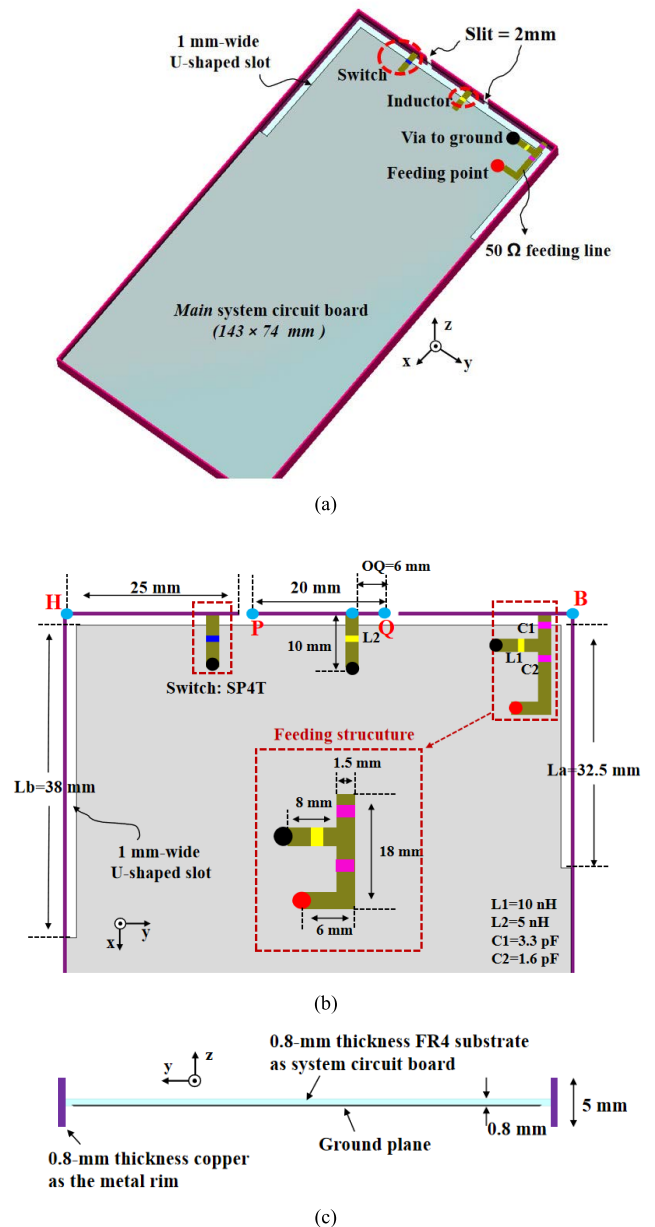 1 mm-wide
U-shaped slot
Slit = 2mm
Switch
Inductor
Via to ground
Feeding point
50 Ω feeding line
Main system circuit board
(143 × 74 mm )
z
x
y
(a)
OQ=6 mm
H
25 mm
20 mm
B
P
Q
C1
10 mm
L2
L1
C2
Switch: SP4T
Feeding strucuture
1.5 mm
La=32.5 mm
Lb=38 mm
8 mm
18 mm
1 mm-wide
U-shaped slot
6 mm
L1=10 nH
L2=5 nH
C1=3.3 pF
C2=1.6 pF
y
x
(b)
0.8-mm thickness FR4 substrate
as system circuit board
y
z
5 mm
0.8 mm
Ground plane
0.8-mm thickness copper
as the metal rim
(c)